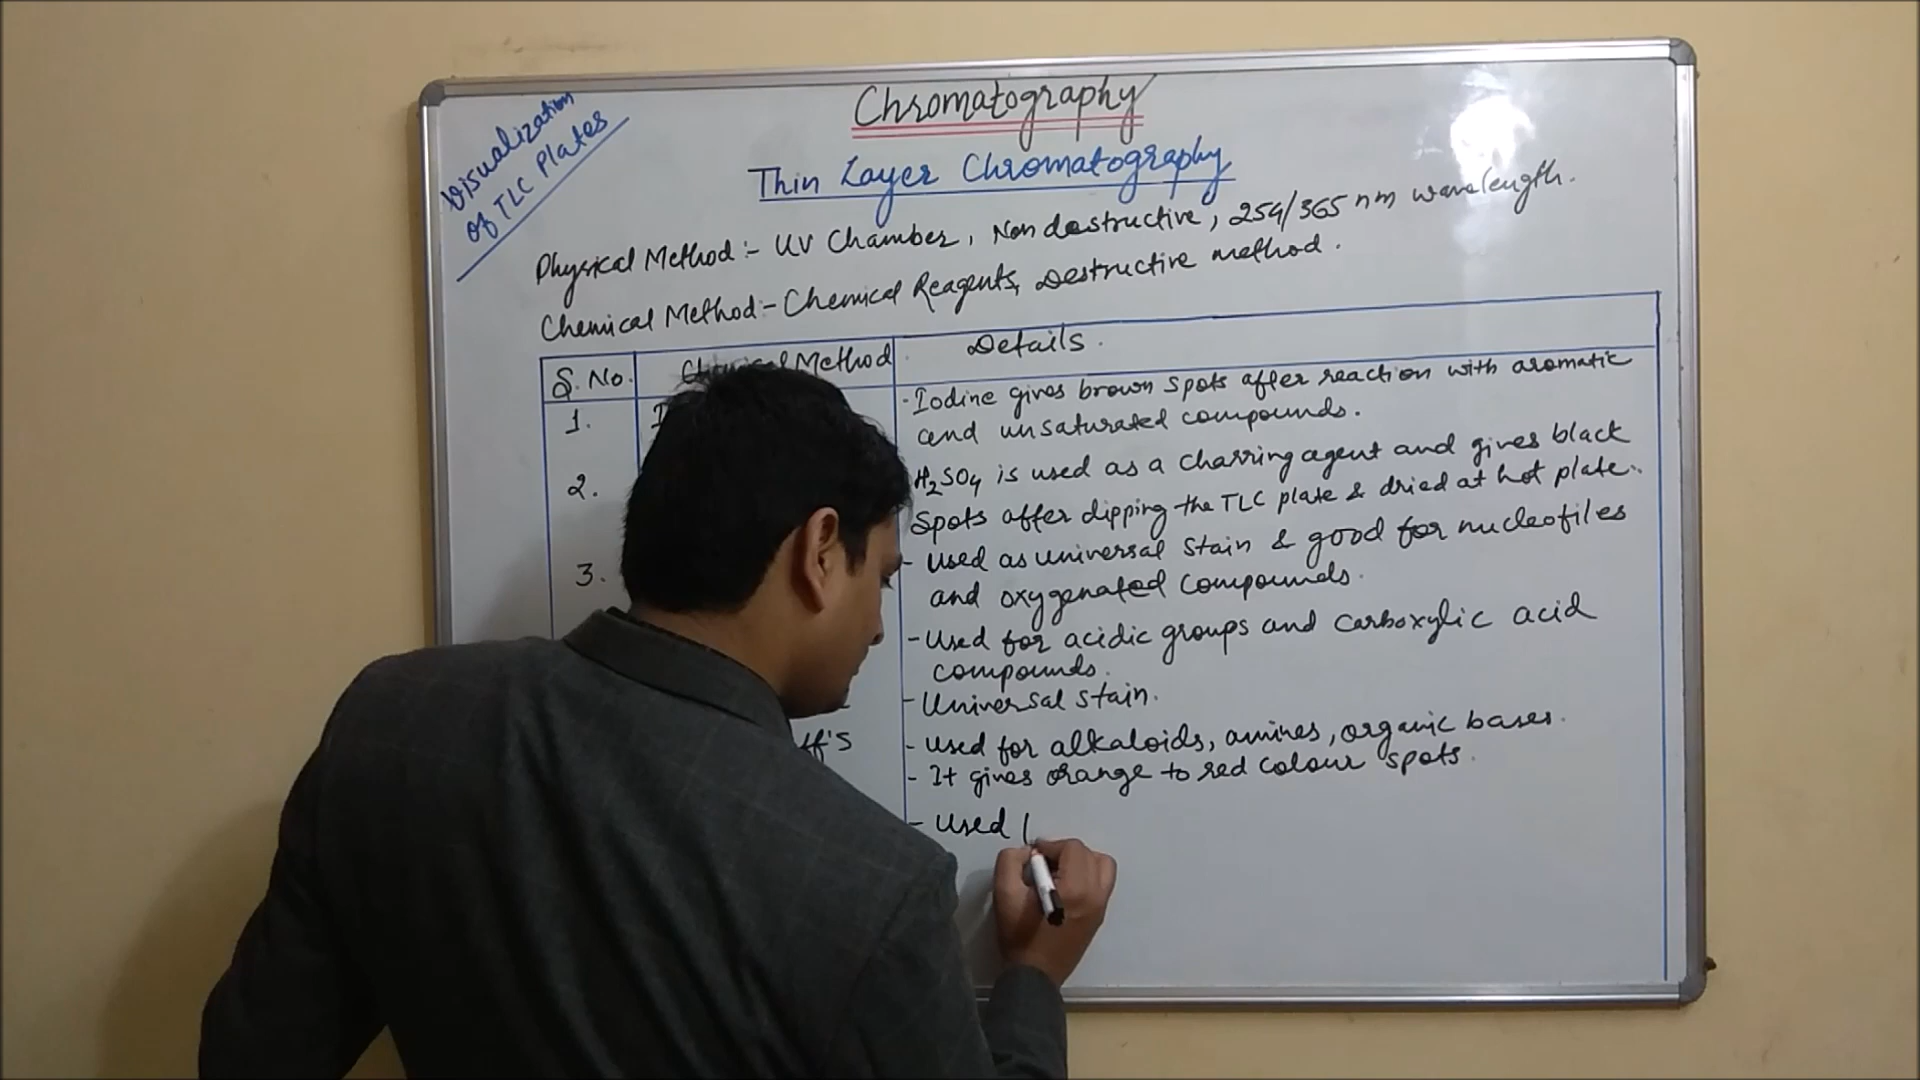 Visualization
of TLC Plates
Chromatography
Thin Layer Chromatography
Physical Method :- UV Chamber, Non destructive, 254/365 nm wavelength.
Chemical Method :- Chemical Reagents, Destructive method.
S. No. Method Details.
1. - Iodine gives brown spots after reaction with aromatic
and unsaturated compounds.
2. H2SO4 is used as a charring agent and gives black
spots after dipping the TLC plate & dried at hot plate.
3. - Used as universal stain & good for nucleofiles
and oxygenated compounds.
- Used for acidic groups and carboxylic acid
compounds.
- Universal stain.
ff's - Used for alkaloids, amines, organic bases.
- It gives orange to red colour spots.
- Used